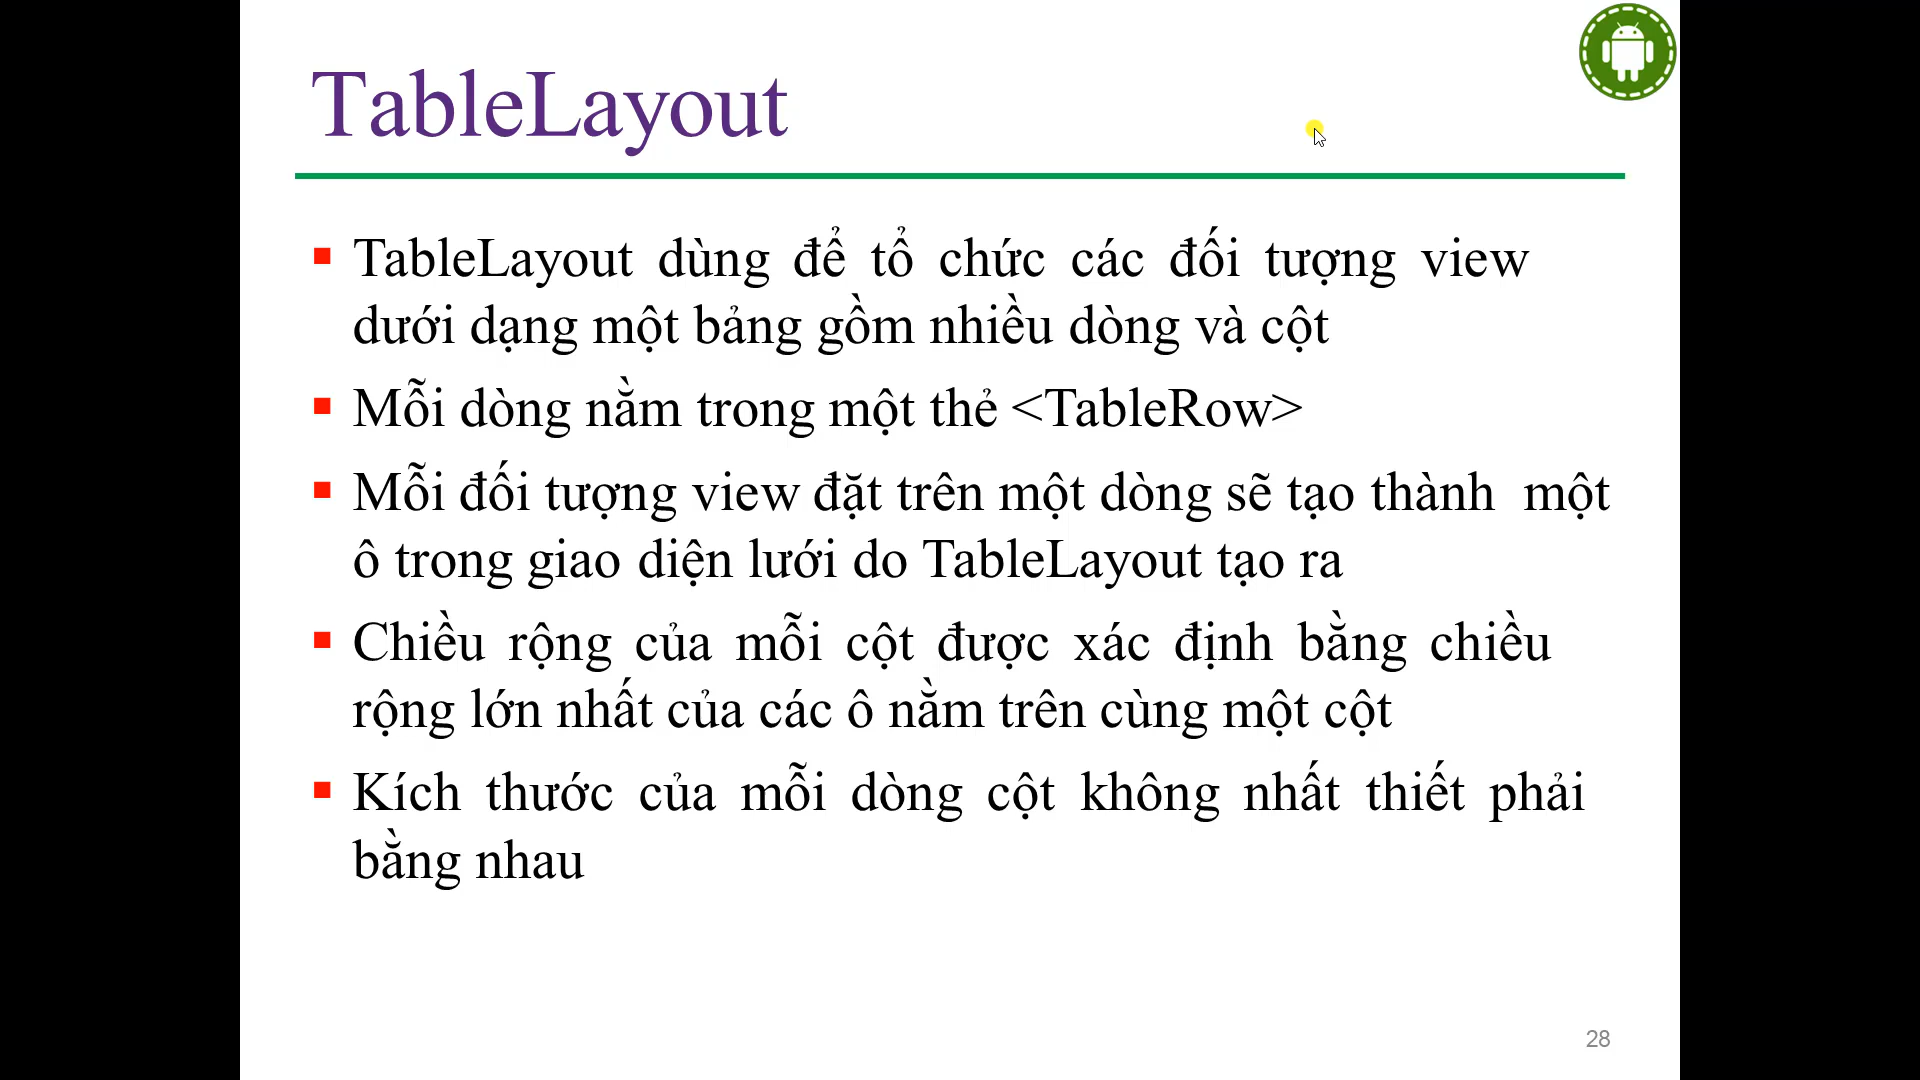 TableLayout
▪ TableLayout dùng để tổ chức các đối tượng view
dưới dạng một bảng gồm nhiều dòng và cột
▪ Mỗi dòng nằm trong một thẻ <TableRow>
▪ Mỗi đối tượng view đặt trên một dòng sẽ tạo thành một
ô trong giao diện lưới do TableLayout tạo ra
▪ Chiều rộng của mỗi cột được xác định bằng chiều
rộng lớn nhất của các ô nằm trên cùng một cột
▪ Kích thước của mỗi dòng cột không nhất thiết phải
bằng nhau
28